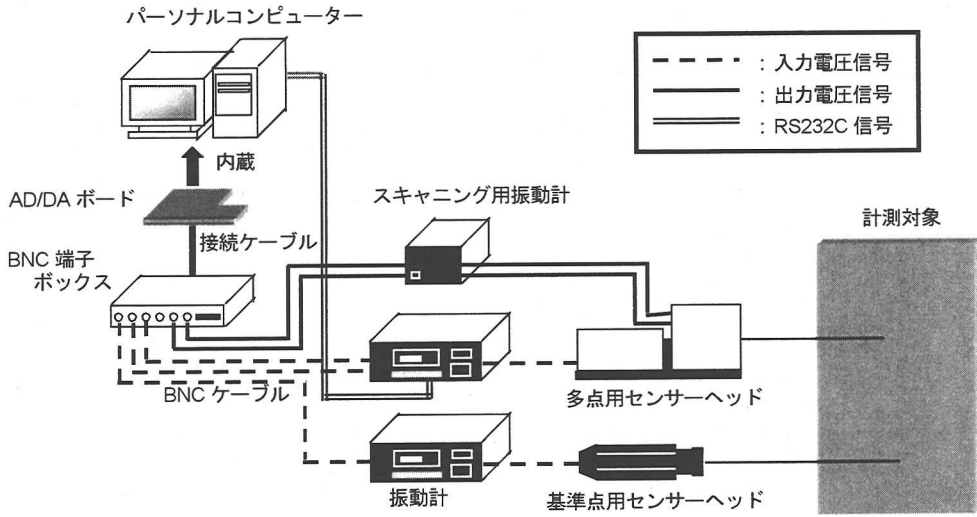 パーソナルコンピューター
: 入力電圧信号
: 出力電圧信号
: RS232C 信号
内蔵
AD/DA ボード
スキャニング用振動計
計測対象
接続ケーブル
BNC 端子
ボックス
BNC ケーブル
多点用センサーヘッド
振動計
基準点用センサーヘッド